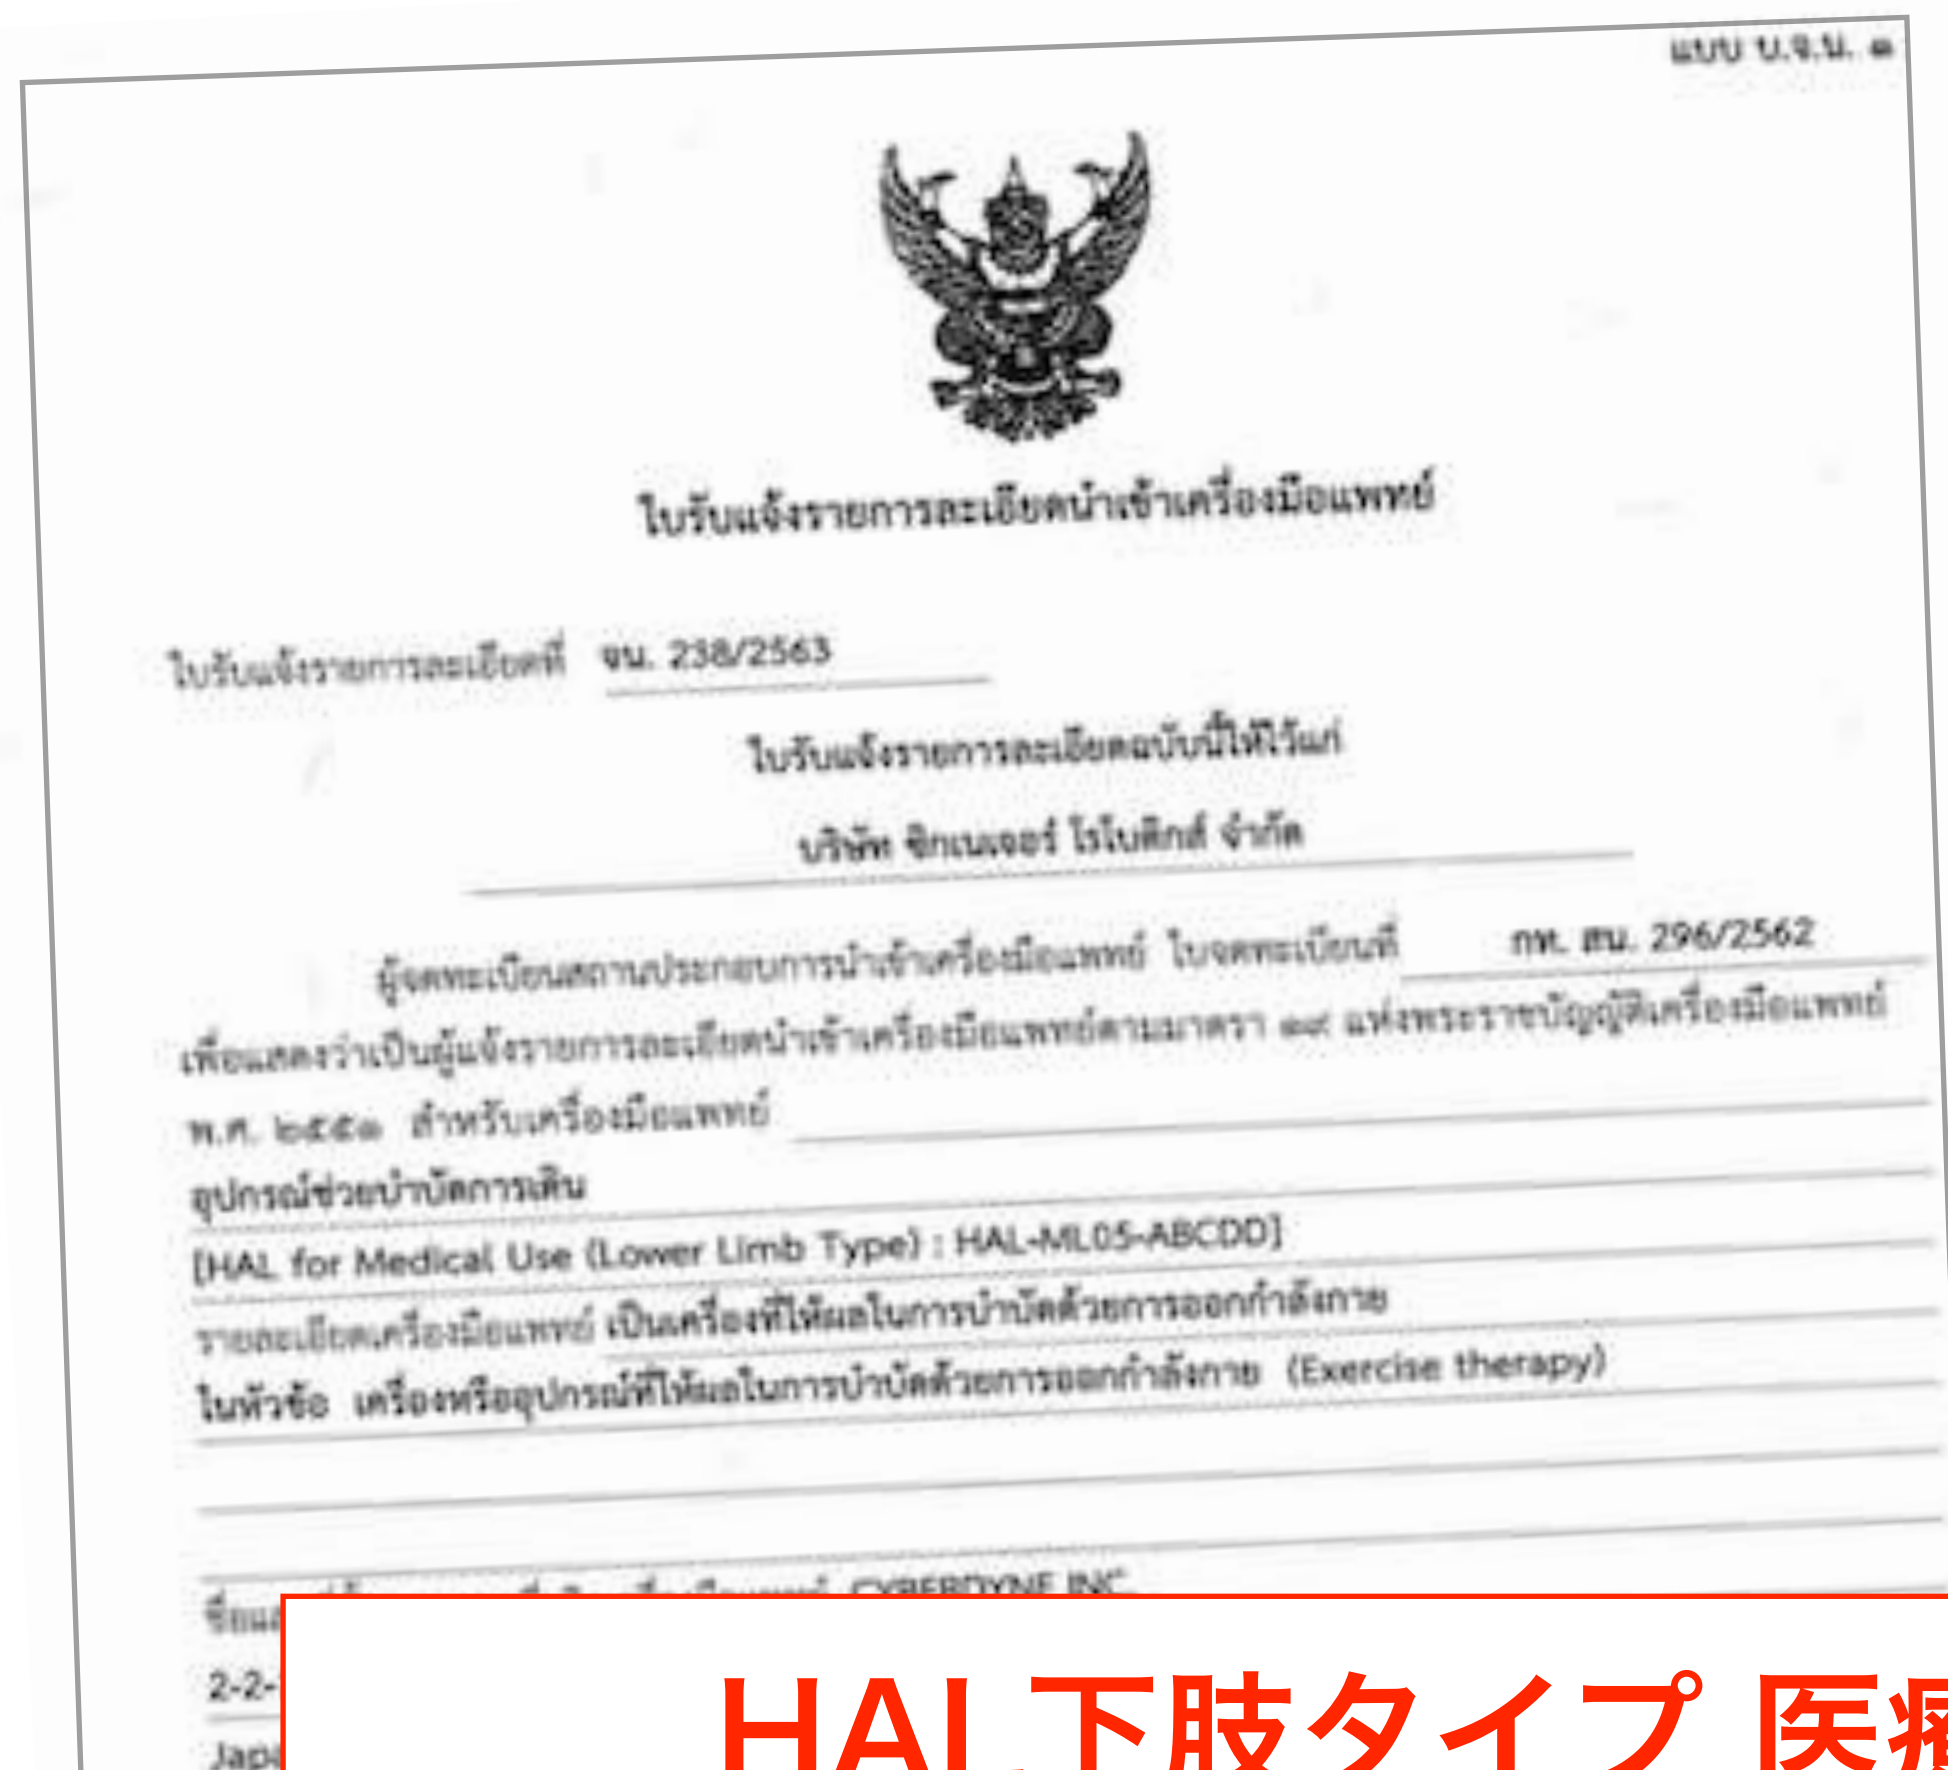 แบบ บ.จ.น. ๑
ใบรับแจ้งรายการละเอียดนำเข้าเครื่องมือแพทย์
ใบรับแจ้งรายการละเอียดที่ จน. 238/2563
ใบรับแจ้งรายการละเอียดฉบับนี้ให้ไว้แก่
บริษัท ซิกเนเจอร์ โรโบติกส์ จำกัด
ผู้จดทะเบียนสถานประกอบการนำเข้าเครื่องมือแพทย์ ใบจดทะเบียนที่ กท. สน. 296/2562
เพื่อแสดงว่าเป็นผู้แจ้งรายการละเอียดนำเข้าเครื่องมือแพทย์ตามมาตรา ๑๙ แห่งพระราชบัญญัติเครื่องมือแพทย์
พ.ศ. ๒๕๕๑ สำหรับเครื่องมือแพทย์
อุปกรณ์ช่วยบำบัดการเดิน
[HAL for Medical Use (Lower Limb Type) : HAL-ML05-ABCDD]
รายละเอียดเครื่องมือแพทย์ เป็นเครื่องที่ให้ผลในการบำบัดด้วยการออกกำลังกาย
ในหัวข้อ เครื่องหรืออุปกรณ์ที่ให้ผลในการบำบัดด้วยการออกกำลังกาย (Exercise therapy)
CYBERDYNE INC.
2-2-
Japa
HAL下肢タイプ 医療